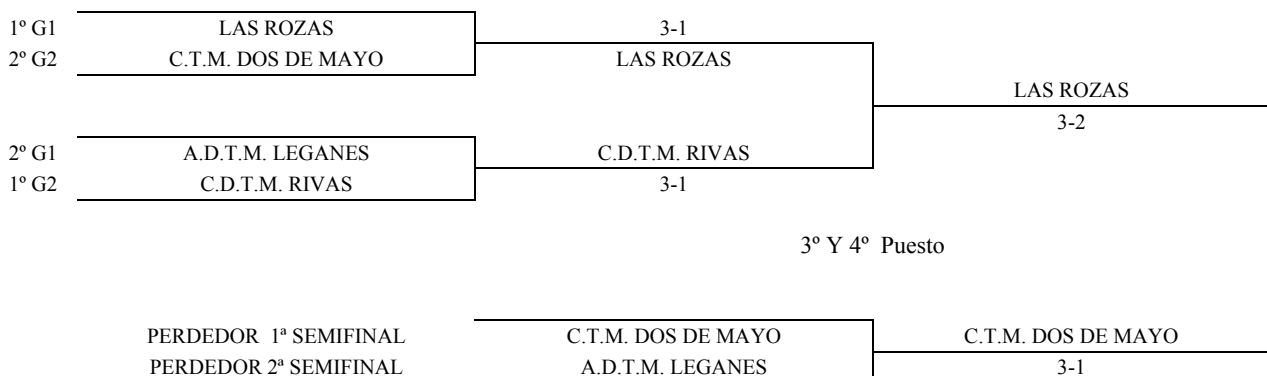 1º G1 LAS ROZAS 3-1
2º G2 C.T.M. DOS DE MAYO LAS ROZAS
LAS ROZAS
3-2
2º G1 A.D.T.M. LEGANES C.D.T.M. RIVAS
1º G2 C.D.T.M. RIVAS 3-1
3º Y 4º Puesto
PERDEDOR 1ª SEMIFINAL C.T.M. DOS DE MAYO C.T.M. DOS DE MAYO
PERDEDOR 2ª SEMIFINAL A.D.T.M. LEGANES 3-1